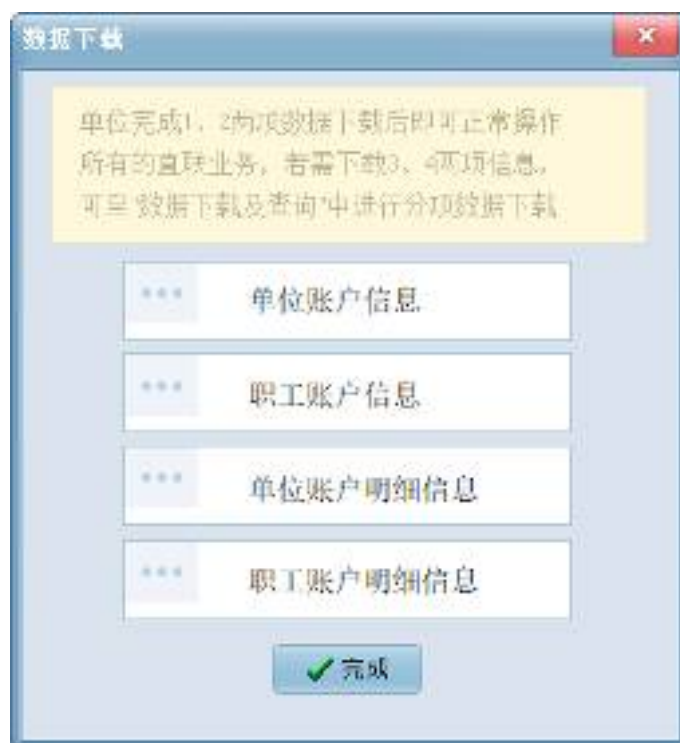 数据下载
单位完成1、2两项数据下载后即可正常操作
所有的直联业务，若需下载3、4两项信息，
可至"数据下载及查询"中进行分项数据下载
单位账户信息
职工账户信息
单位账户明细信息
职工账户明细信息
完成